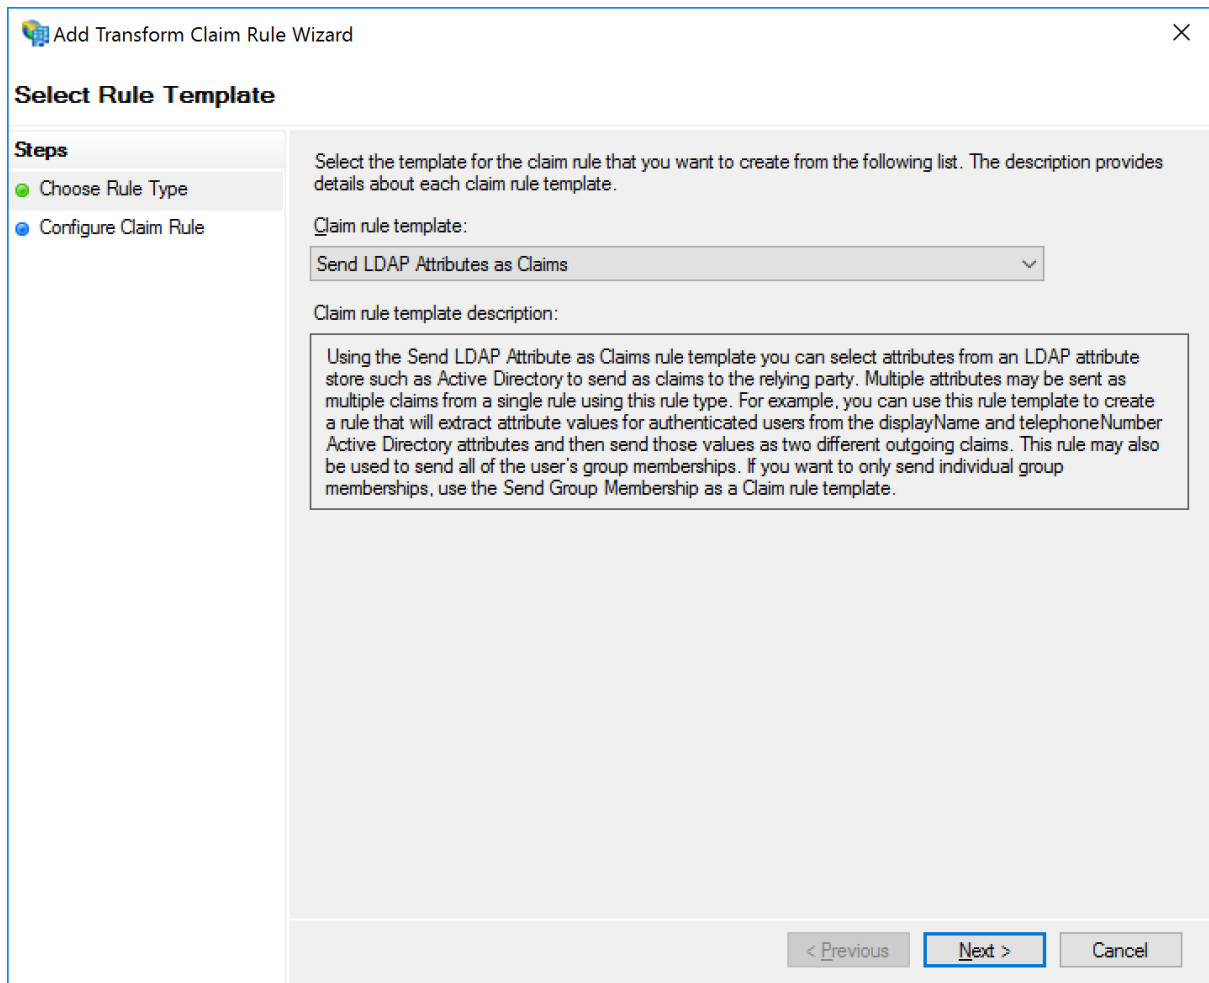 Add Transform Claim Rule Wizard
Select Rule Template
Steps
Choose Rule Type
Configure Claim Rule
Select the template for the claim rule that you want to create from the following list. The description provides
details about each claim rule template.
Claim rule template:
Send LDAP Attributes as Claims
Claim rule template description:
Using the Send LDAP Attribute as Claims rule template you can select attributes from an LDAP attribute
store such as Active Directory to send as claims to the relying party. Multiple attributes may be sent as
multiple claims from a single rule using this rule type. For example, you can use this rule template to create
a rule that will extract attribute values for authenticated users from the displayName and telephoneNumber
Active Directory attributes and then send those values as two different outgoing claims. This rule may also
be used to send all of the user's group memberships. If you want to only send individual group
memberships, use the Send Group Membership as a Claim rule template.
< Previous
Next >
Cancel